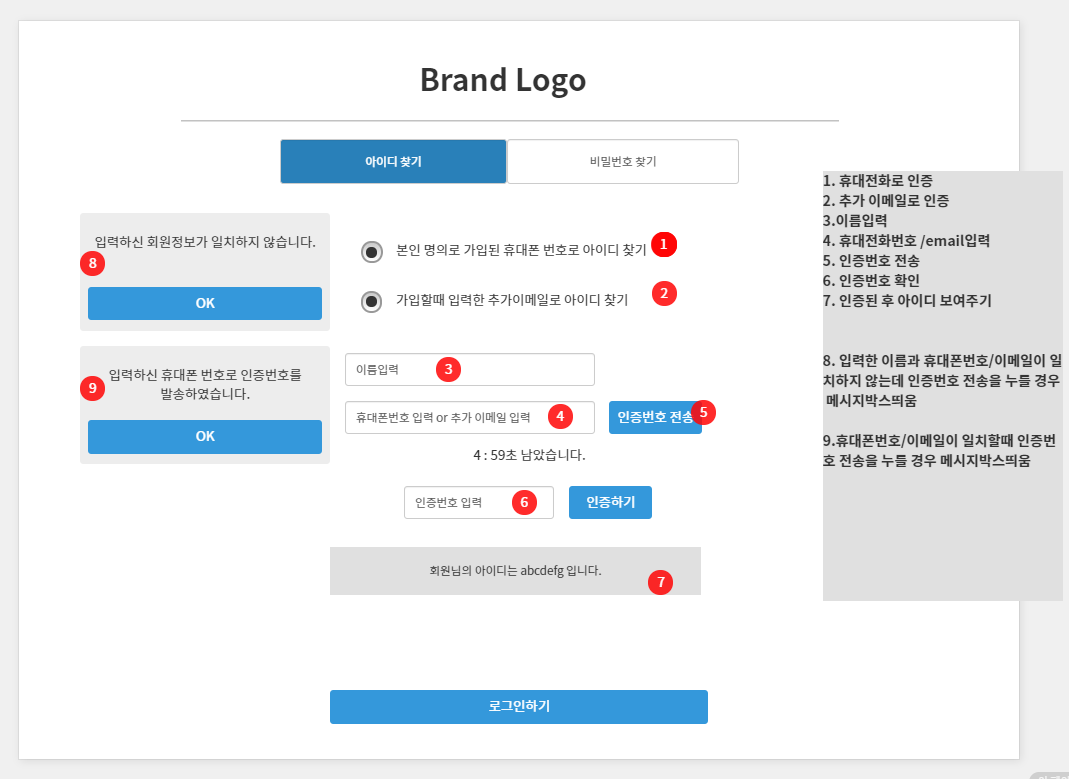 Brand Logo
아이디 찾기
비밀번호 찾기
입력하신 회원정보가 일치하지 않습니다.
8
OK
본인 명의로 가입된 휴대폰 번호로 아이디 찾기
1
가입할때 입력한 추가이메일로 아이디 찾기
2
입력하신 휴대폰 번호로 인증번호를
발송하였습니다.
9
OK
이름입력
3
휴대폰번호 입력 or 추가 이메일 입력
4
인증번호 전송
5
4 : 59초 남았습니다.
인증번호 입력
6
인증하기
회원님의 아이디는 abcdefg 입니다.
7
로그인하기
1. 휴대전화로 인증
2. 추가 이메일로 인증
3.이름입력
4. 휴대전화번호 /email입력
5. 인증번호 전송
6. 인증번호 확인
7. 인증된 후 아이디 보여주기
8. 입력한 이름과 휴대폰번호/이메일이 일
치하지 않는데 인증번호 전송을 누를 경우
메시지박스띄움
9.휴대폰번호/이메일이 일치할때 인증번
호 전송을 누를 경우 메시지박스띄움